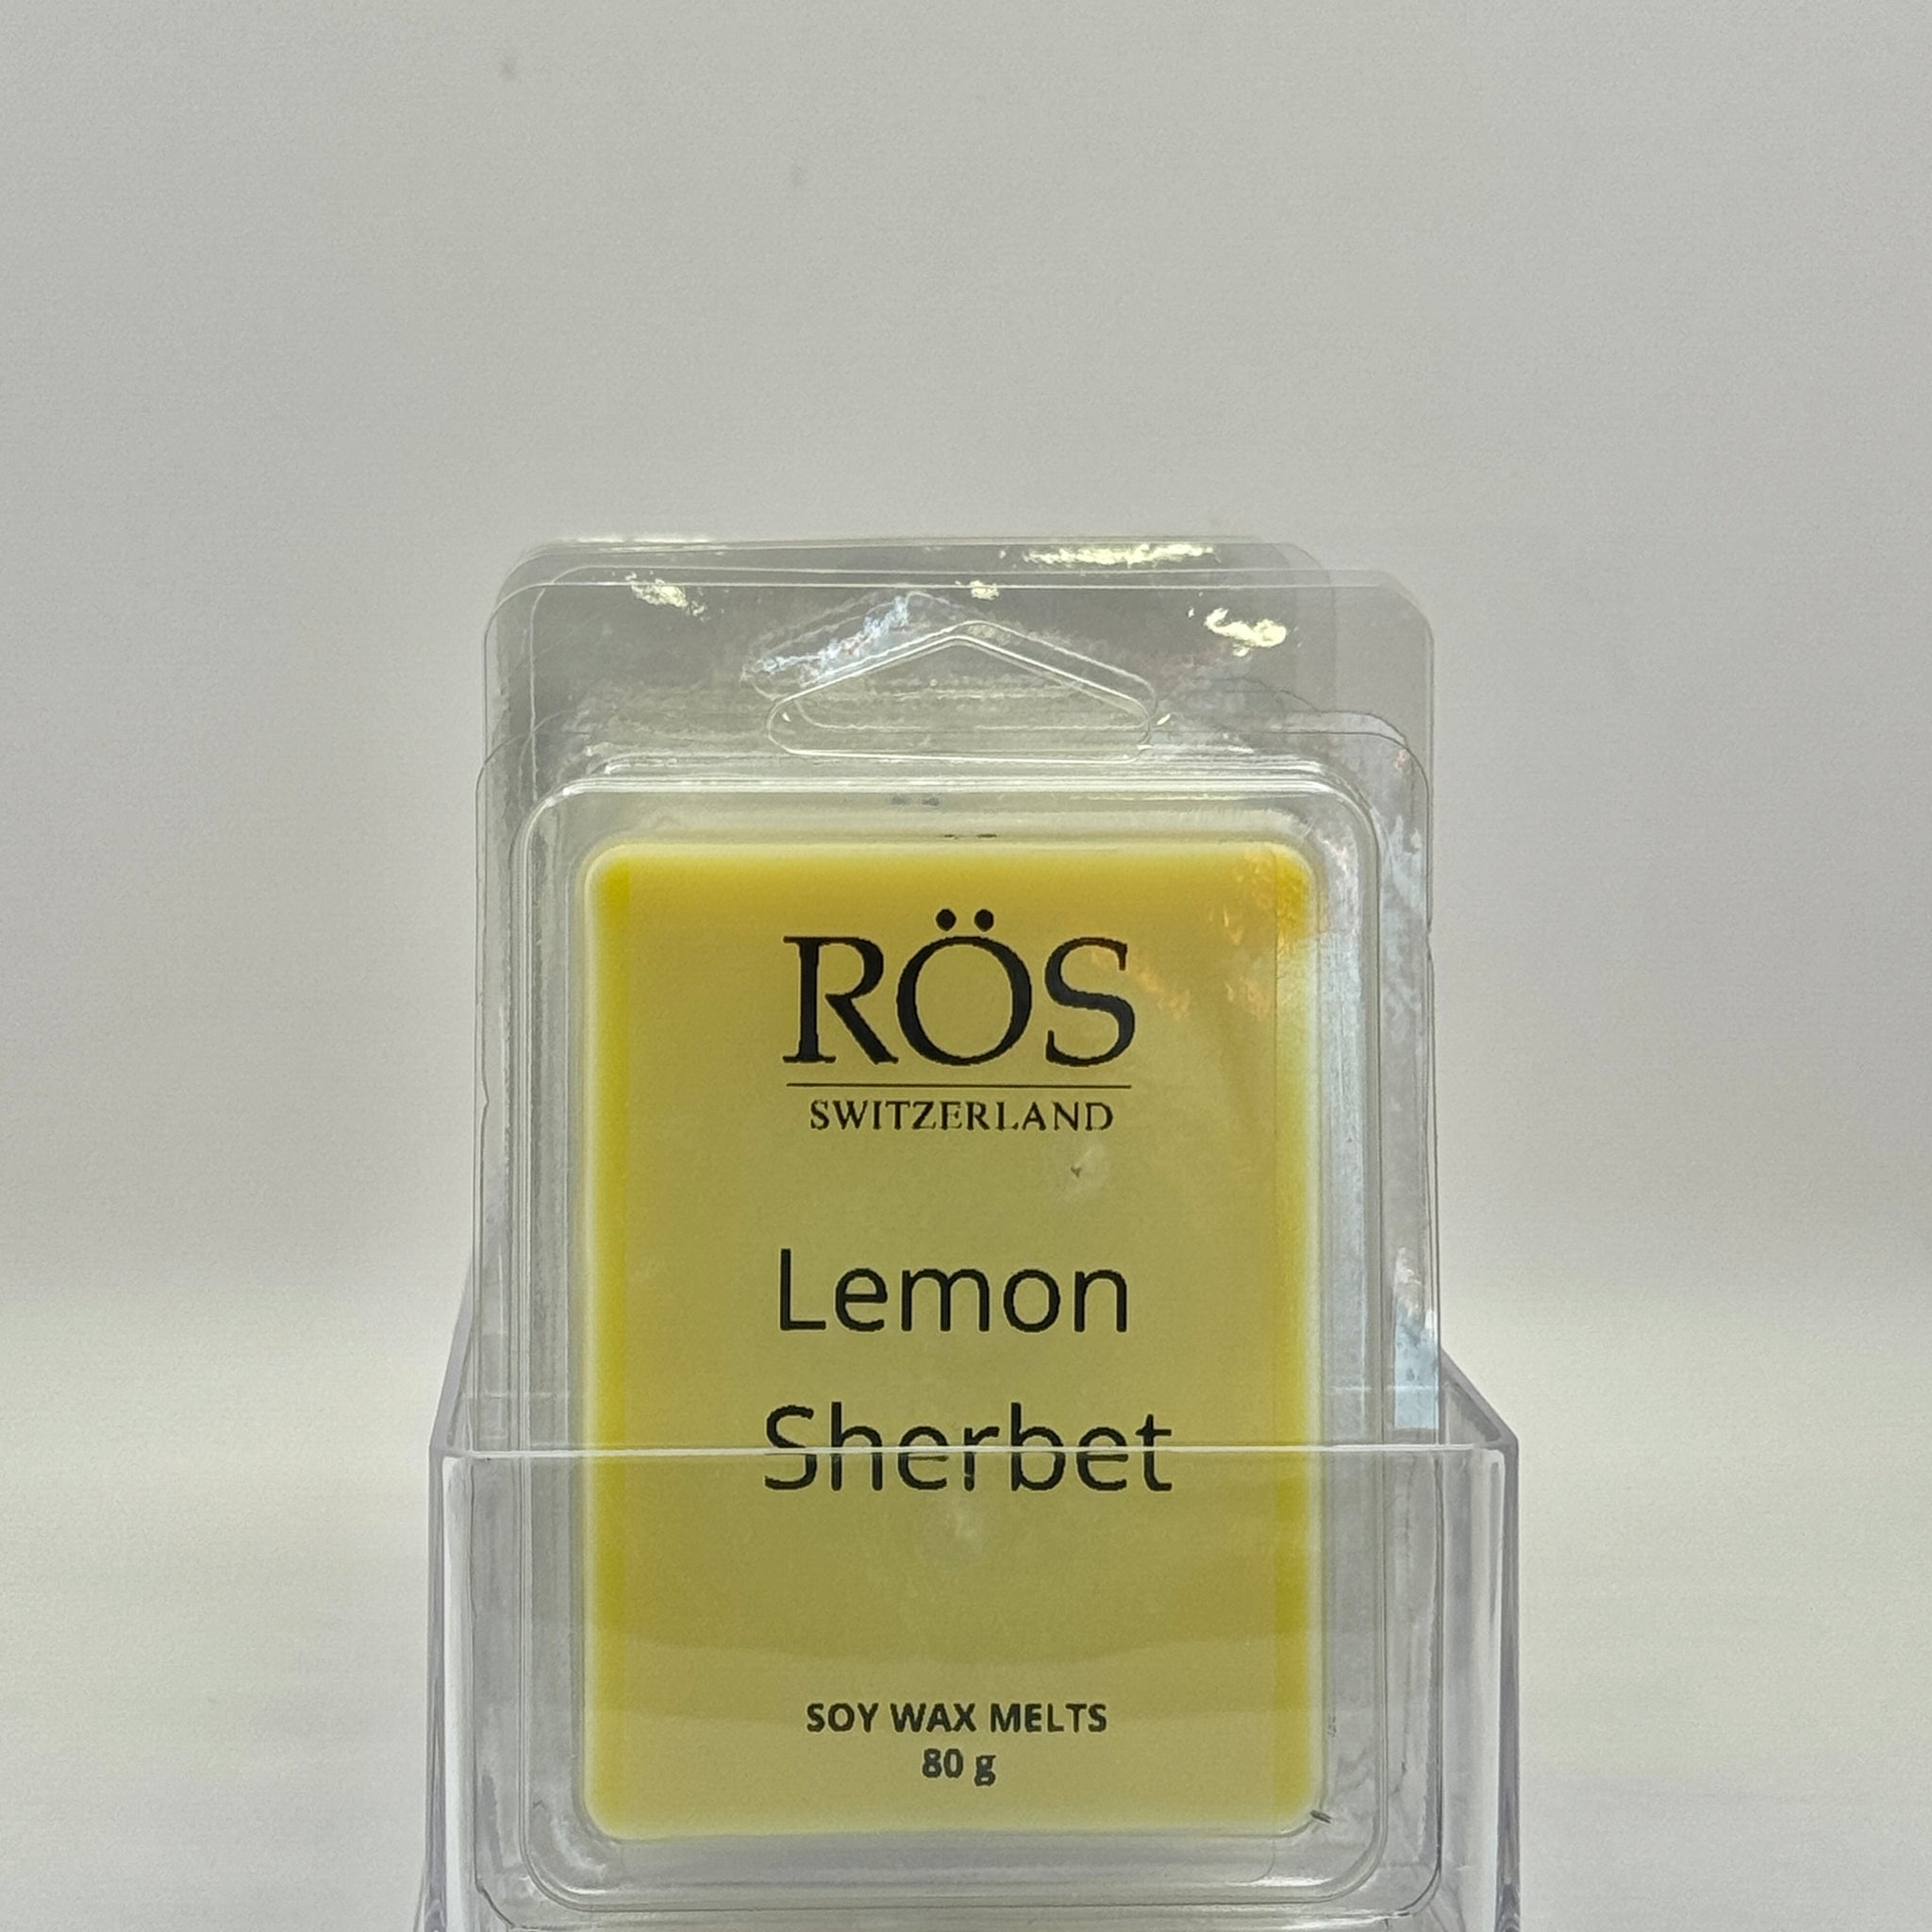 RÖS
SWITZERLAND
Lemon
Sherbet
SOY WAX MELTS
80 g